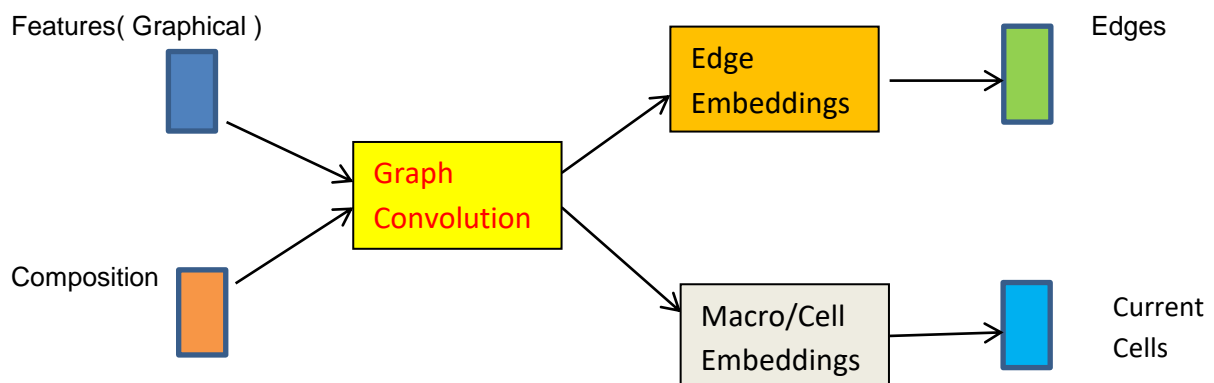 Features( Graphical )
Edge
Embeddings
Edges
Graph
Convolution
Composition
Macro/Cell
Embeddings
Current
Cells